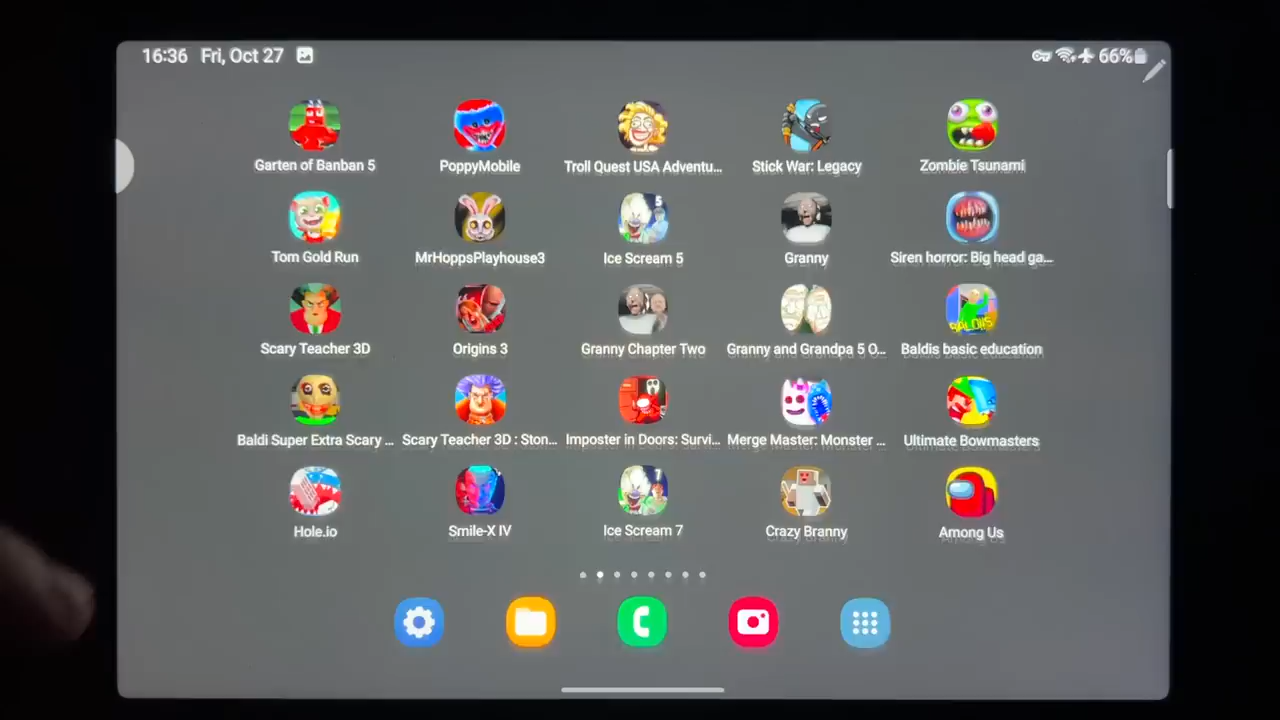 16:36 Fri, Oct 27 66%
Garten of Banban 5 PoppyMobile Troll Quest USA Adventu... Stick War: Legacy Zombie Tsunami
Tom Gold Run MrHoppsPlayhouse3 Ice Scream 5 Granny Siren horror: Big head ga...
Scary Teacher 3D Origins 3 Granny Chapter Two Granny and Grandpa 5 O... Baldis basic education
Baldi Super Extra Scary ... Scary Teacher 3D : Ston... Imposter in Doors: Survi... Merge Master: Monster ... Ultimate Bowmasters
Hole.io Smile-X IV Ice Scream 7 Crazy Branny Among Us